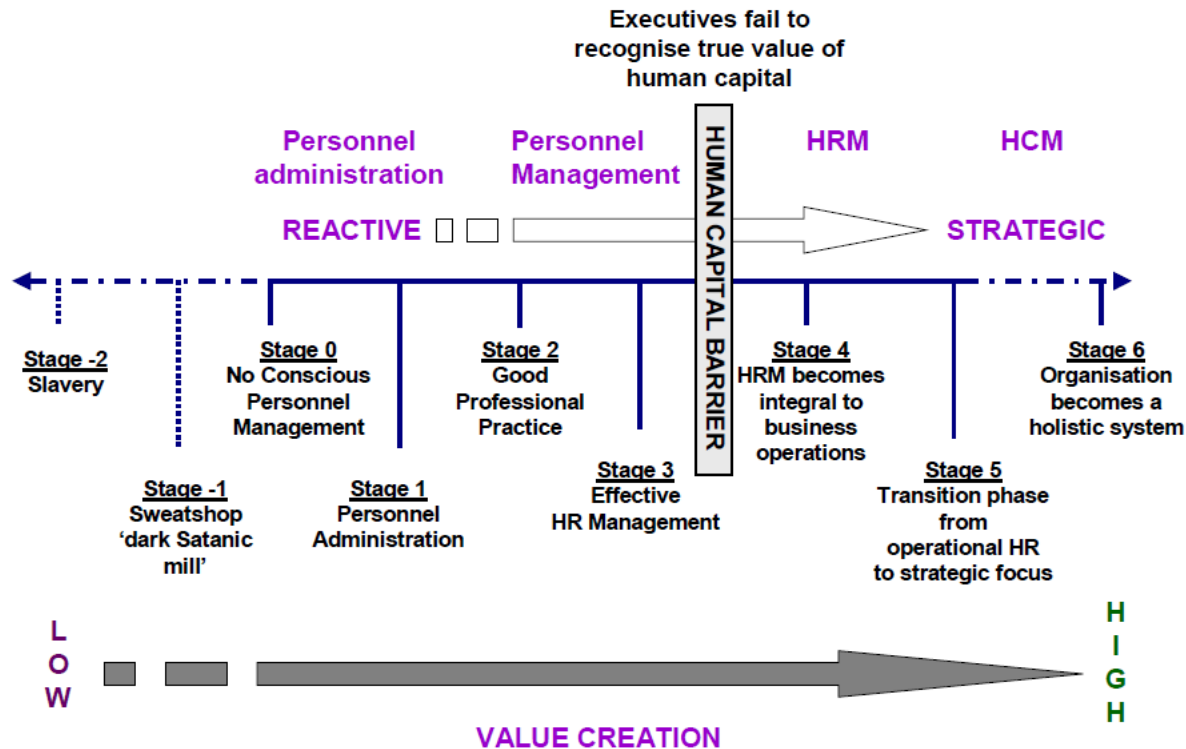 Executives fail to
recognise true value of
human capital
Personnel
administration
Personnel
Management
HRM
HCM
REACTIVE
STRATEGIC
HUMAN CAPITAL BARRIER
Stage -2
Slavery
Stage -1
Sweatshop
‘dark Satanic
mill’
Stage 0
No Conscious
Personnel
Management
Stage 1
Personnel
Administration
Stage 2
Good
Professional
Practice
Stage 3
Effective
HR Management
Stage 4
HRM becomes
integral to
business
operations
Stage 5
Transition phase
from
operational HR
to strategic focus
Stage 6
Organisation
becomes a
holistic system
LOW
HIGH
VALUE CREATION